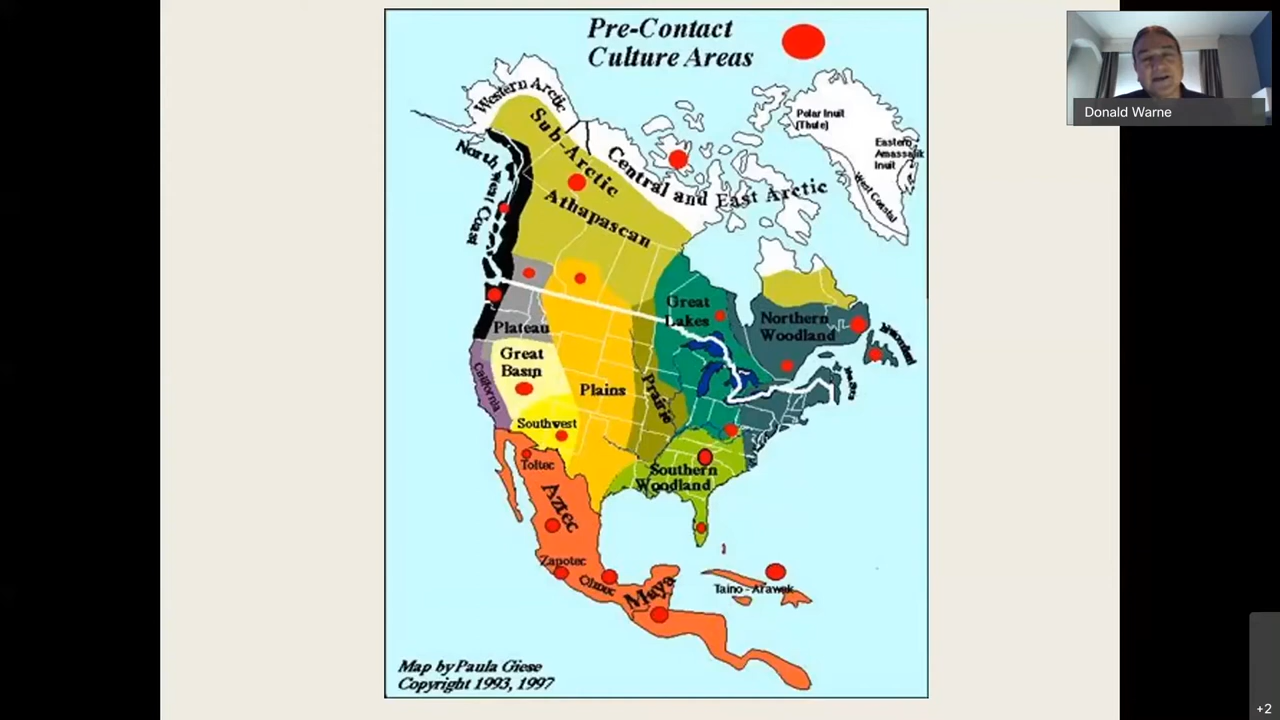 Pre-Contact
Culture Areas
Donald Warne
Western Arctic
Sub-Arctic
Athapascan
Central and East Arctic
Polar Inuit
(Thule)
Eastern
Amassalik
Inuit
West Coastal
North West Coast
Great
Lakes
Northern
Woodland
Plateau
Great
Basin
California
Plains
Prairie
Southwest
Southern
Woodland
Toltec
Aztec
Zapotec
Olmec
Maya
Taino - Arawak
Map by Paula Giese
Copyright 1993, 1997
+2